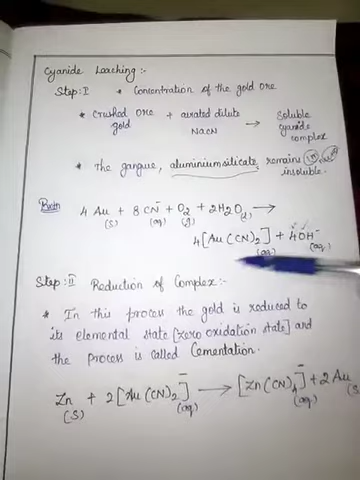 Cyanide Leaching :-
Step : I * Concentration of the gold ore
* crushed ore + aerated dilute → Soluble
gold NaCN cyanide
complex
* The gangue, aluminium silicate, remains
insoluble.
Rxn 4 Au + 8 CN⁻ + O₂ + 2H₂O(l) →
(s) (aq) (g)
4[Au(CN)₂]⁻ + 4OH⁻
(aq) (aq)
Step : II Reduction of Complex :-
* In this process the gold is reduced to
its elemental state [zero oxidation state] and
the process is called Cementation.
Zn + 2[Au(CN)₂]⁻ → [Zn(CN)₄]⁻ + 2 Au
(s) (aq) (aq) (s)